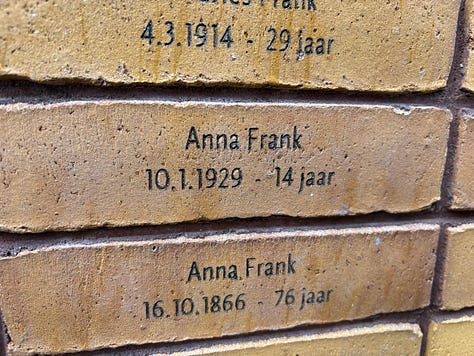 Frank
4.3.1914 - 29 jaar
Anna Frank
10.1.1929 - 14 jaar
Anna Frank
16.10.1866 - 76 jaar